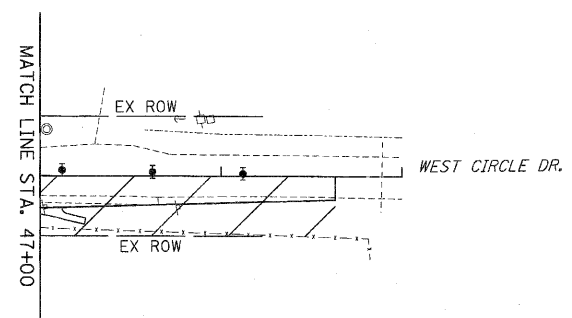 MATCH LINE STA. 47+00
EX ROW
WEST CIRCLE DR.
EX ROW